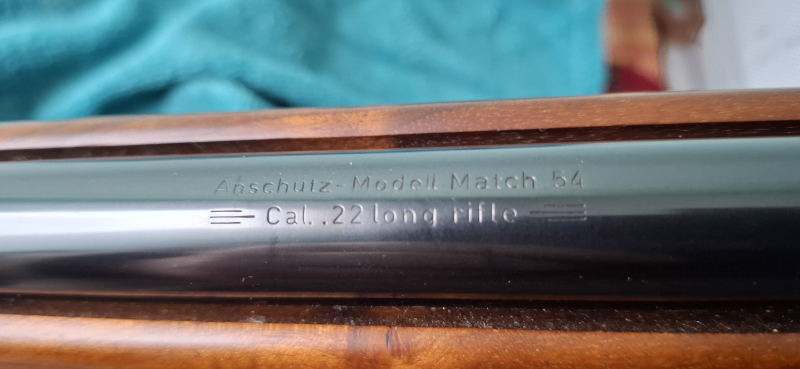 Anschütz-Modell Match 54
Cal. .22 long rifle